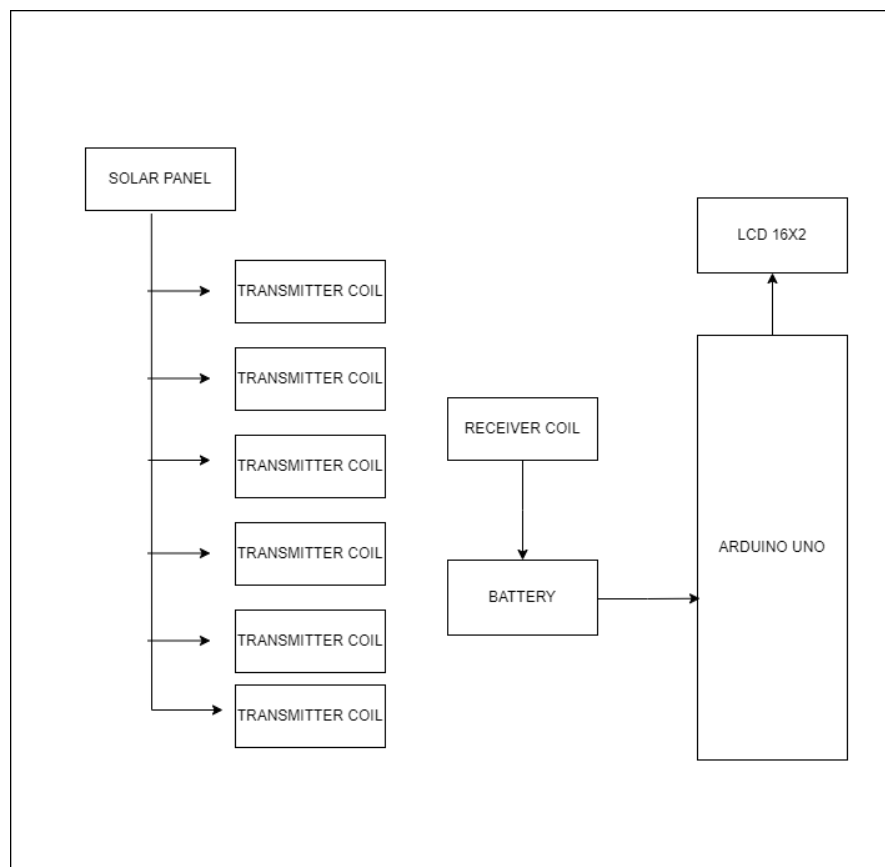 SOLAR PANEL
LCD 16X2
TRANSMITTER COIL
TRANSMITTER COIL
RECEIVER COIL
TRANSMITTER COIL
TRANSMITTER COIL
ARDUINO UNO
BATTERY
TRANSMITTER COIL
TRANSMITTER COIL